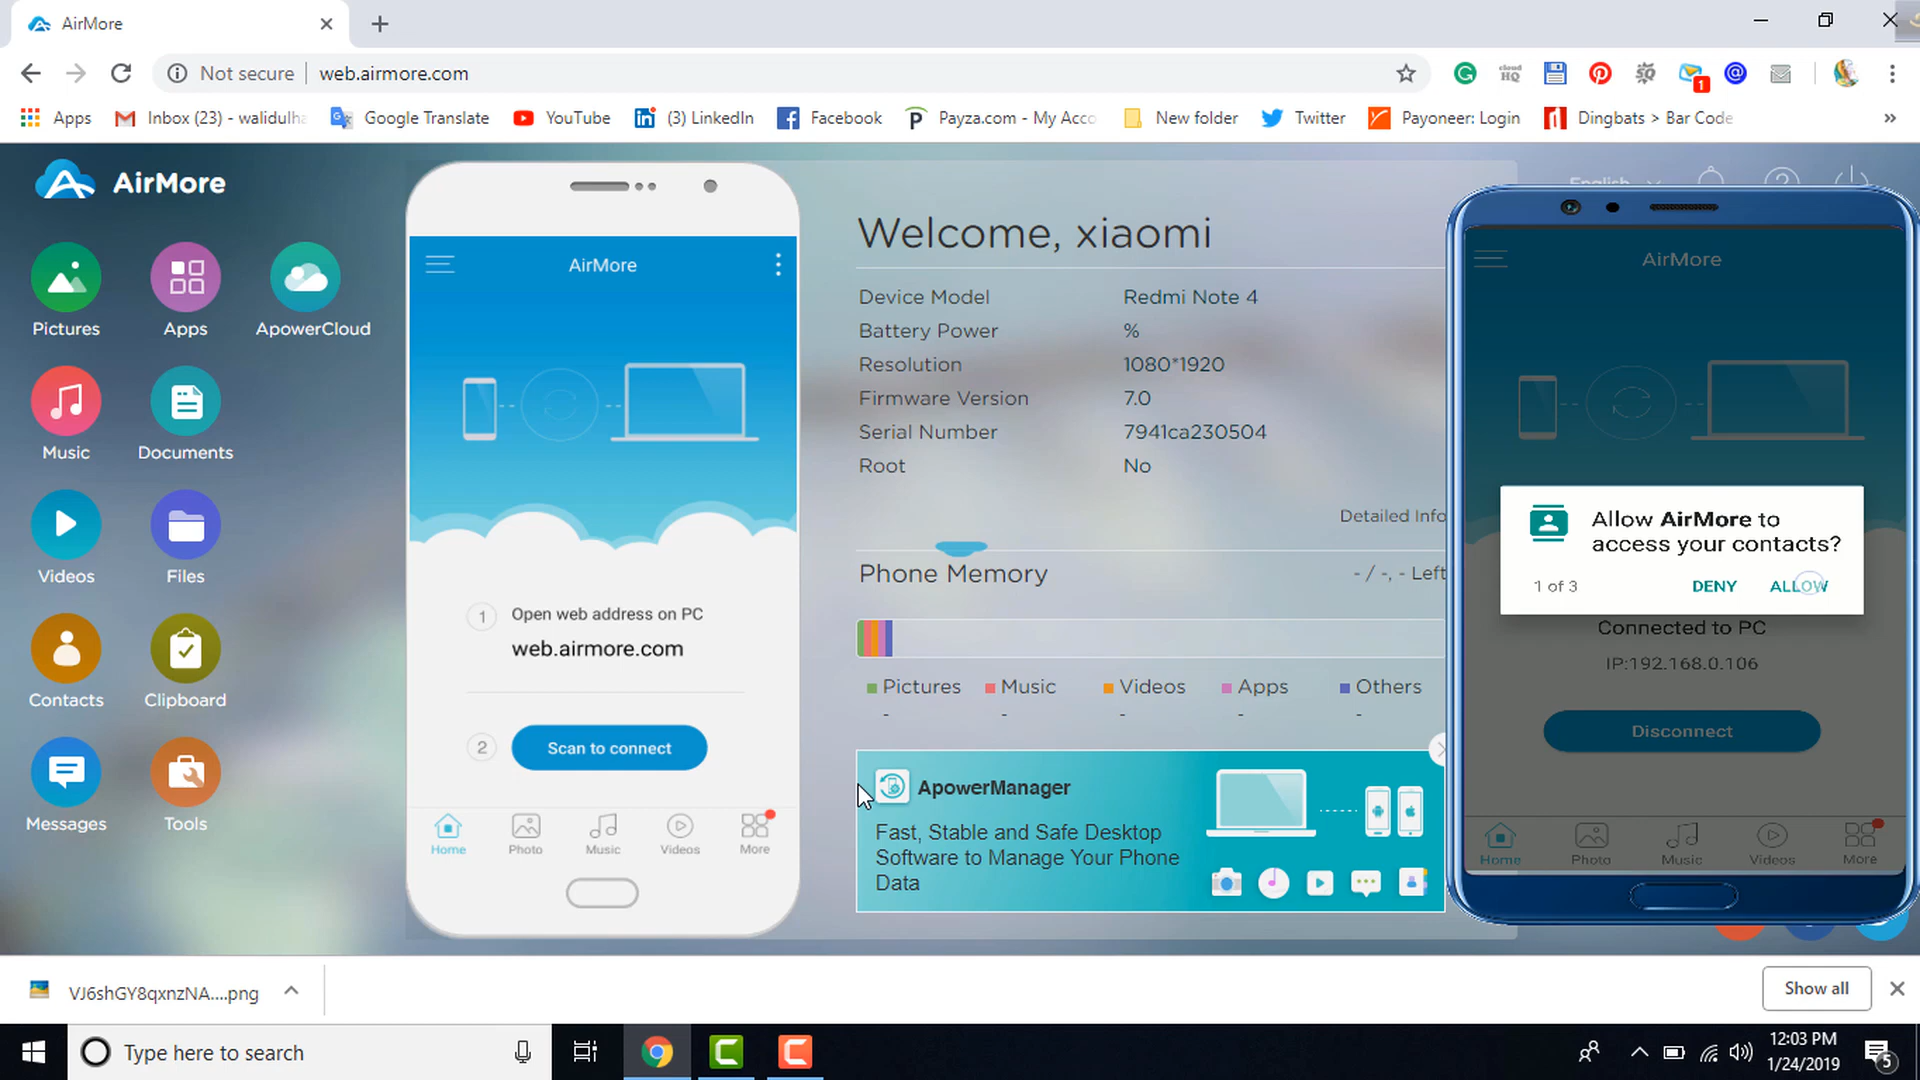 AirMore
Not secure
web.airmore.com
Apps
Inbox (23) - walidulha
Google Translate
YouTube
(3) LinkedIn
Facebook
Payza.com - My Acco
New folder
Twitter
Payoneer: Login
Dingbats > Bar Code
»
cloud
HQ
1
AirMore
English
Pictures
Apps
ApowerCloud
Music
Documents
Videos
Files
Contacts
Clipboard
Messages
Tools
AirMore
1 Open web address on PC
web.airmore.com
2 Scan to connect
Home
Photo
Music
Videos
More
Welcome, xiaomi
Device Model Redmi Note 4
Battery Power %
Resolution 1080*1920
Firmware Version 7.0
Serial Number 7941ca230504
Root No
Detailed Info
Phone Memory - / -, - Left
Pictures Music Videos Apps Others
- - - - -
ApowerManager
Fast, Stable and Safe Desktop
Software to Manage Your Phone
Data
AirMore
Allow AirMore to
access your contacts?
1 of 3 DENY ALLOW
Connected to PC
IP:192.168.0.106
Disconnect
Home
Photo
Music
Videos
More
VJ6shGY8qxnzNA....png
Show all
Type here to search
12:03 PM
1/24/2019
5